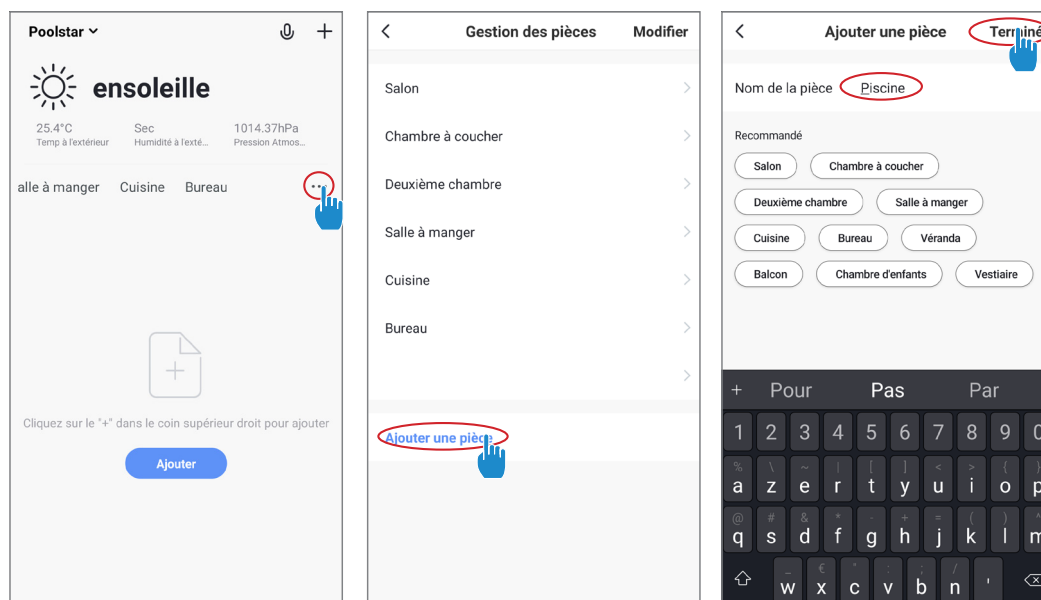 Poolstar
ensoleille
25.4°C Sec 1014.37hPa
Temp à l'extérieur Humidité à l'exté... Pression Atmos...
alle à manger Cuisine Bureau ...
Cliquez sur le "+" dans le coin supérieur droit pour ajouter
Ajouter
Gestion des pièces Modifier
Salon
Chambre à coucher
Deuxième chambre
Salle à manger
Cuisine
Bureau
Ajouter une pièce
Ajouter une pièce Terminé
Nom de la pièce Piscine
Recommandé
Salon Chambre à coucher
Deuxième chambre Salle à manger
Cuisine Bureau Véranda
Balcon Chambre d'enfants Vestiaire
+ Pour Pas Par
1 2 3 4 5 6 7 8 9 0
% \ ~ | [ ] < > { }
a z e r t y u i o p
@ # & * - + = ( ) ^
q s d f g h j k l m
_ € " : ; /
w x c v b n '